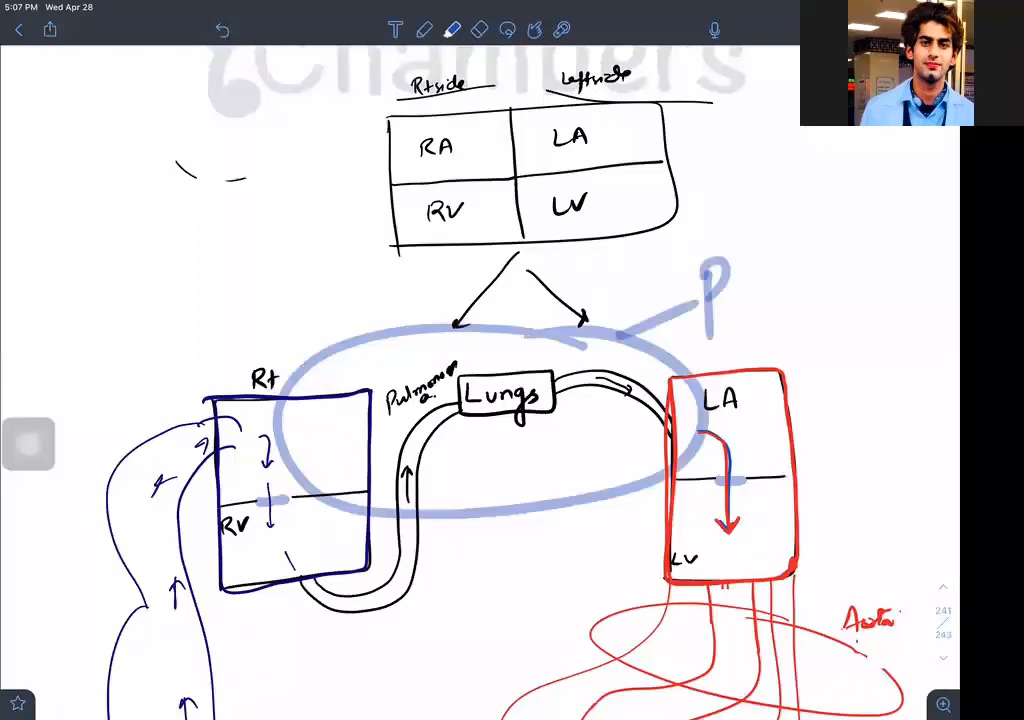 5:07 PM Wed Apr 28
Chambers
Rt side Left side
RA LA
RV LV
P
Rt
Pulmonary
a.
Lungs
LA
RV
LV
Aorta
241
/
243